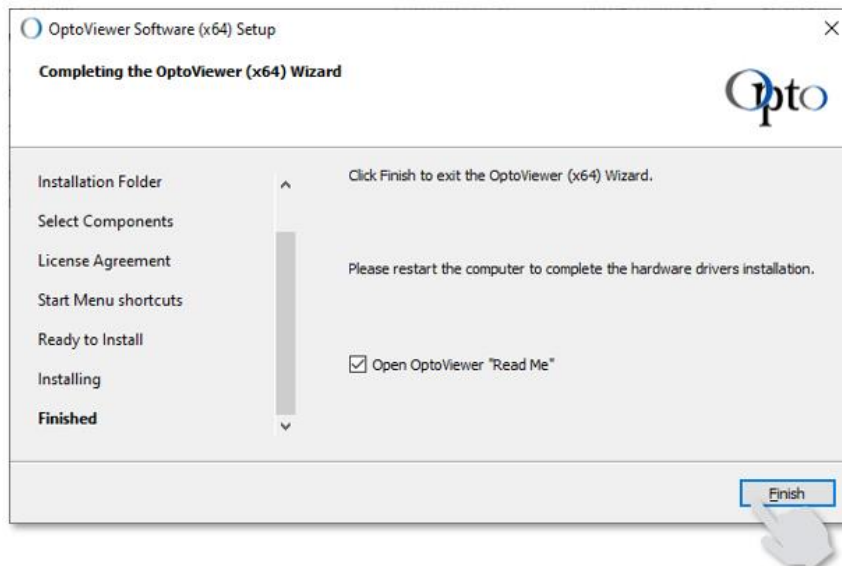 OptoViewer Software (x64) Setup
Completing the OptoViewer (x64) Wizard
Opto
Installation Folder
Select Components
License Agreement
Start Menu shortcuts
Ready to Install
Installing
Finished
Click Finish to exit the OptoViewer (x64) Wizard.
Please restart the computer to complete the hardware drivers installation.
Open OptoViewer "Read Me"
Finish